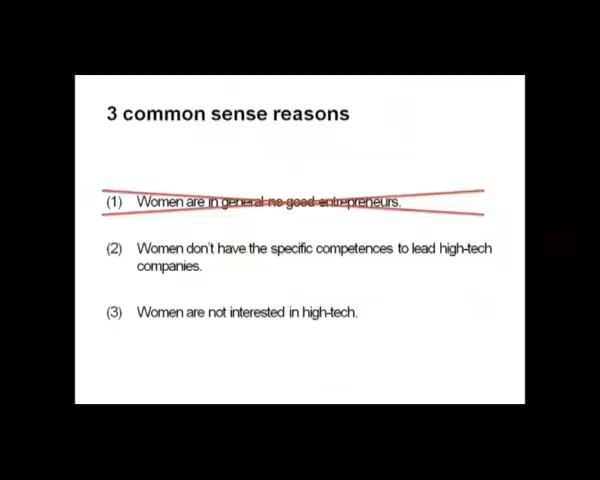 3 common sense reasons
(1) Women are in general no good entrepreneurs.
(2) Women don't have the specific competences to lead high-tech
companies.
(3) Women are not interested in high-tech.